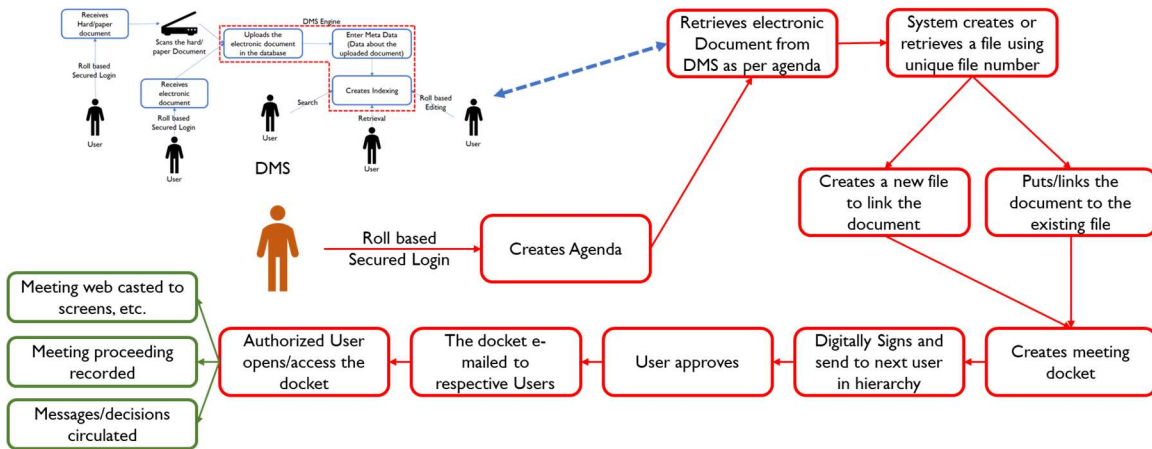 Receives
Hard/paper
document
Scans the hard/
paper Document
Roll based
Secured Login
User
Receives
electronic
document
Roll based
Secured Login
User
DMS Engine
Uploads the
electronic document
in the database
Enter Meta Data
(Data about the
uploaded document)
Creates Indexing
Search
User
Retrieval
User
Roll based
Editing
User
DMS
Roll based
Secured Login
Creates Agenda
Retrieves electronic
Document from
DMS as per agenda
System creates or
retrieves a file using
unique file number
Creates a new file
to link the
document
Puts/links the
document to the
existing file
Creates meeting
docket
Digitally Signs and
send to next user
in hierarchy
User approves
The docket e-
mailed to
respective Users
Authorized User
opens/access the
docket
Meeting web casted to
screens, etc.
Meeting proceeding
recorded
Messages/decisions
circulated